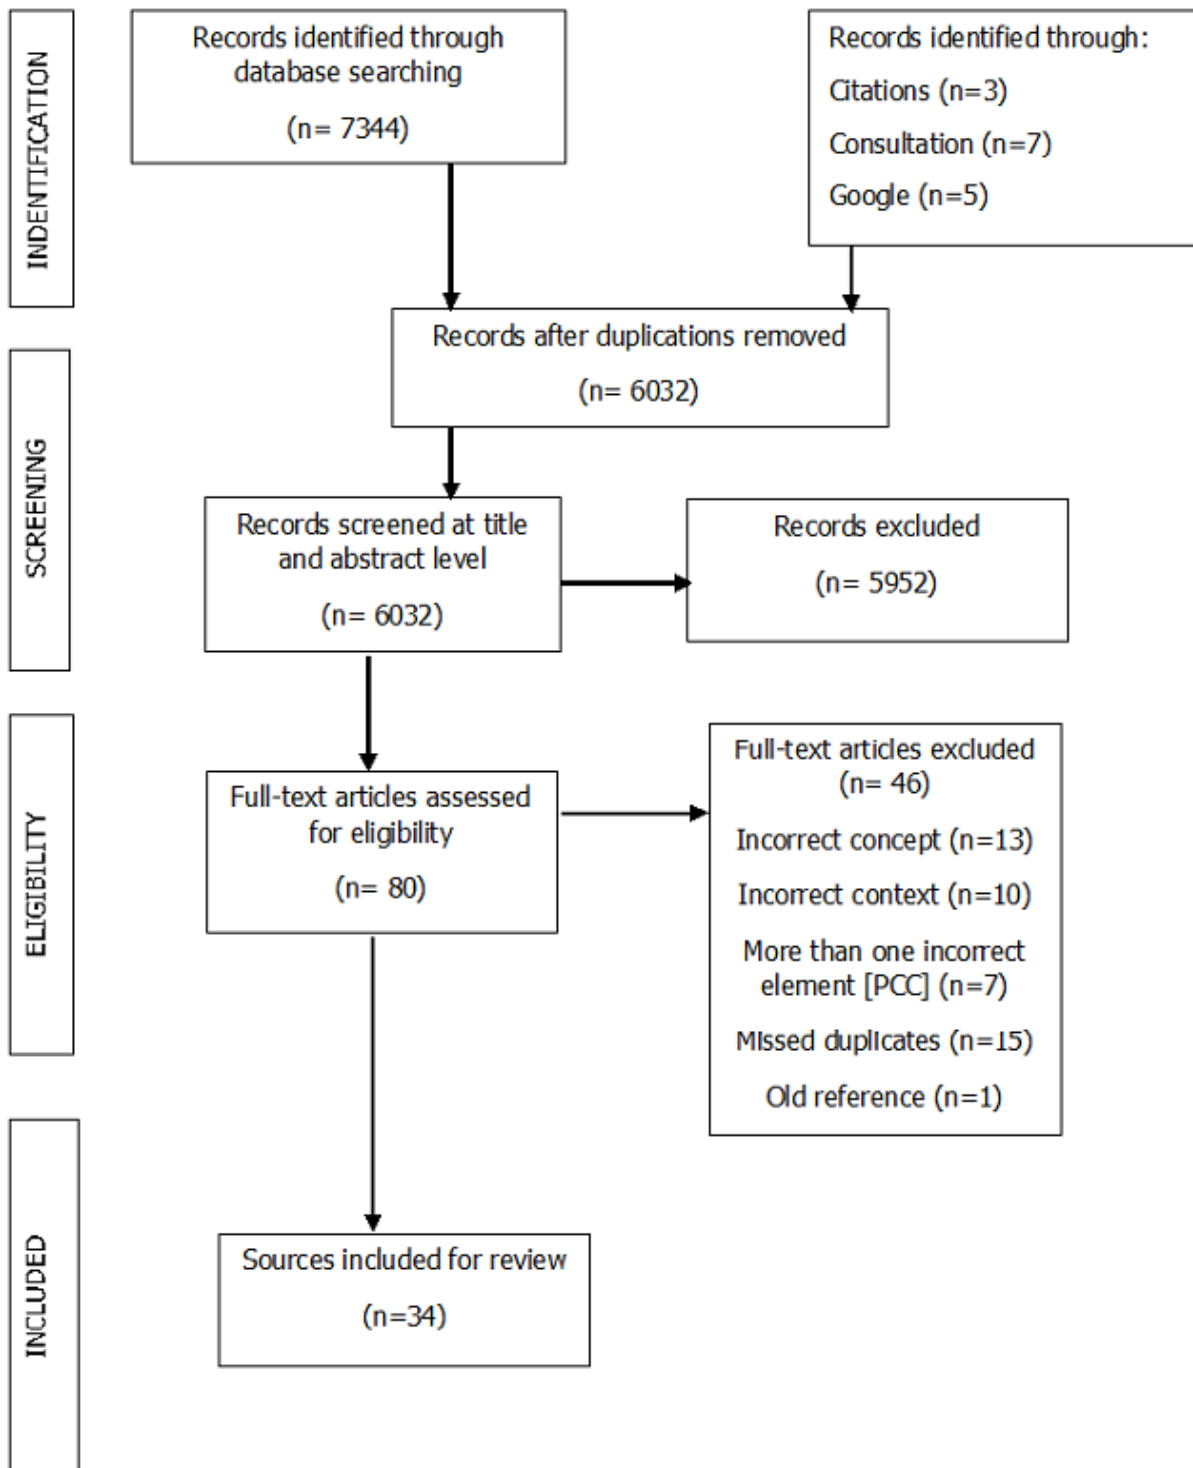 INDENTIFICATION
Records identified through
database searching
(n= 7344)
Records identified through:
Citations (n=3)
Consultation (n=7)
Google (n=5)
Records after duplications removed
(n= 6032)
SCREENING
Records screened at title
and abstract level
(n= 6032)
Records excluded
(n= 5952)
ELIGIBILITY
Full-text articles assessed
for eligibility
(n= 80)
Full-text articles excluded
(n= 46)
Incorrect concept (n=13)
Incorrect context (n=10)
More than one incorrect
element [PCC] (n=7)
Missed duplicates (n=15)
Old reference (n=1)
INCLUDED
Sources included for review
(n=34)